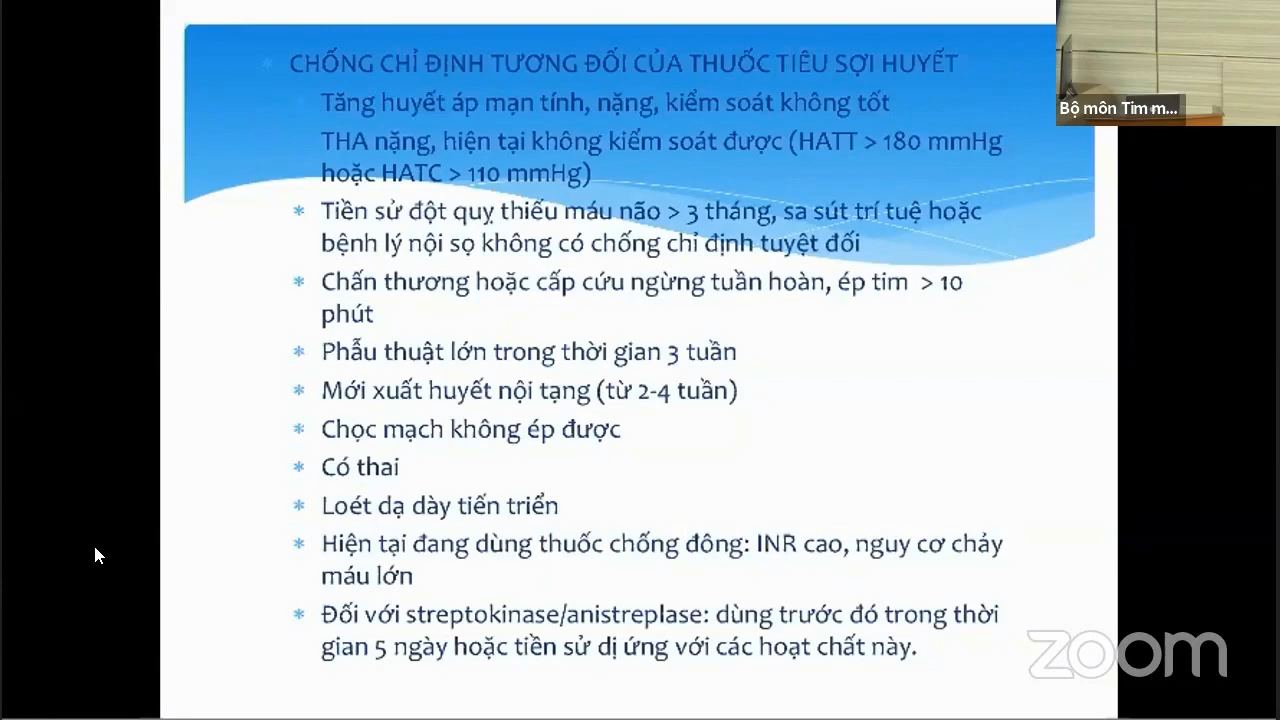 CHỐNG CHỈ ĐỊNH TƯƠNG ĐỐI CỦA THUỐC TIÊU SỢI HUYẾT
Tăng huyết áp mạn tính, nặng, kiểm soát không tốt
THA nặng, hiện tại không kiểm soát được (HATT > 180 mmHg
hoặc HATC > 110 mmHg)
* Tiền sử đột quỵ thiếu máu não > 3 tháng, sa sút trí tuệ hoặc
bệnh lý nội sọ không có chống chỉ định tuyệt đối
* Chấn thương hoặc cấp cứu ngừng tuần hoàn, ép tim > 10
phút
* Phẫu thuật lớn trong thời gian 3 tuần
* Mới xuất huyết nội tạng (từ 2-4 tuần)
* Chọc mạch không ép được
* Có thai
* Loét dạ dày tiến triển
* Hiện tại đang dùng thuốc chống đông: INR cao, nguy cơ chảy
máu lớn
* Đối với streptokinase/anistreplase: dùng trước đó trong thời
gian 5 ngày hoặc tiền sử dị ứng với các hoạt chất này.
Bộ môn Tim m...
zoom